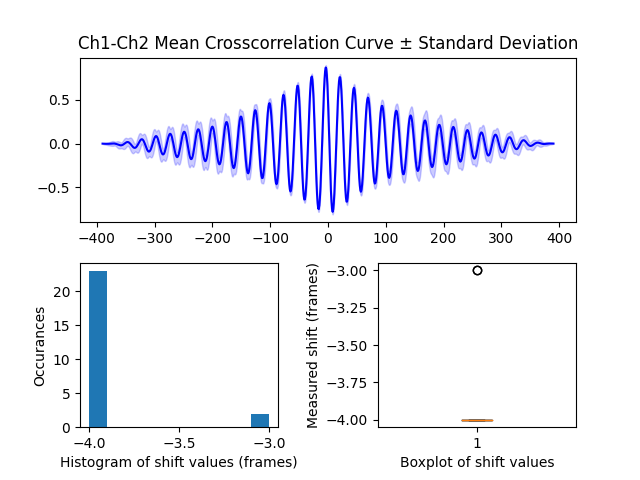 Ch1-Ch2 Mean Crosscorrelation Curve ± Standard Deviation
0.5
0.0
−0.5
−400 −300 −200 −100 0 100 200 300 400
20
15
10
5
0
Occurances
−4.0 −3.5 −3.0
Histogram of shift values (frames)
−3.00
−3.25
−3.50
−3.75
−4.00
Measured shift (frames)
1
Boxplot of shift values